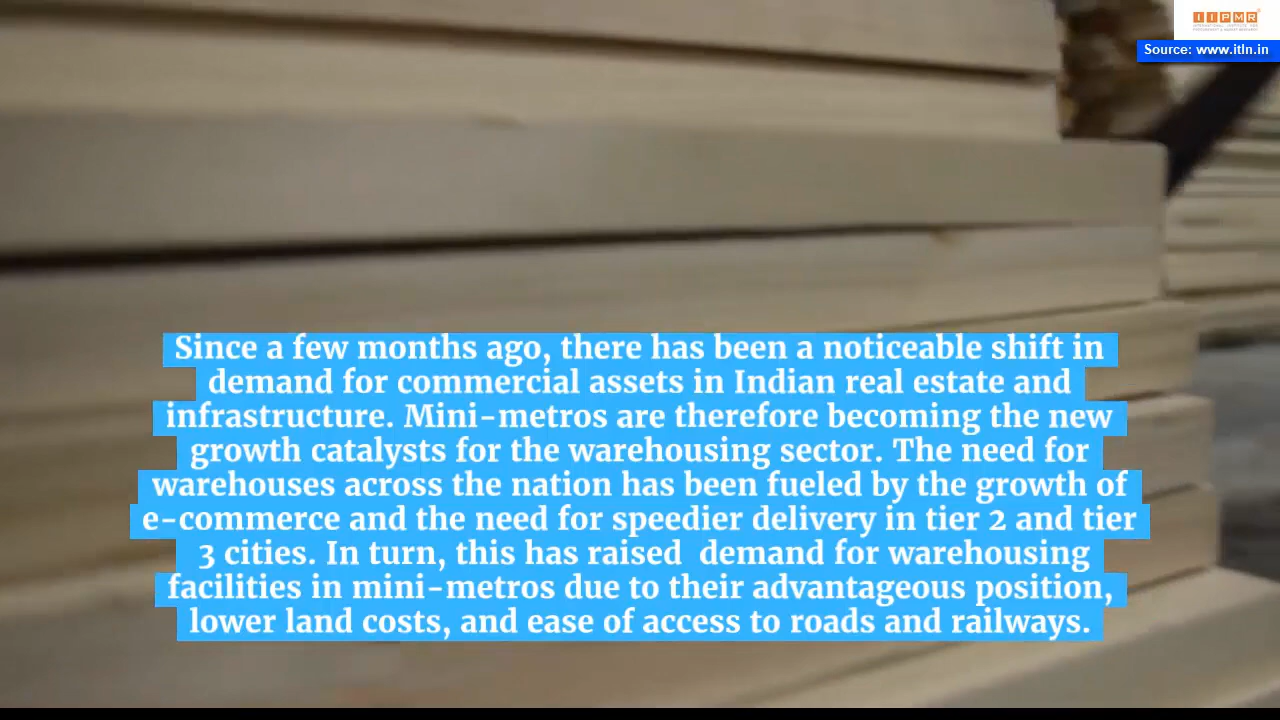 IIPMR
Source: www.itln.in
Since a few months ago, there has been a noticeable shift in
demand for commercial assets in Indian real estate and
infrastructure. Mini-metros are therefore becoming the new
growth catalysts for the warehousing sector. The need for
warehouses across the nation has been fueled by the growth of
e-commerce and the need for speedier delivery in tier 2 and tier
3 cities. In turn, this has raised  demand for warehousing
facilities in mini-metros due to their advantageous position,
lower land costs, and ease of access to roads and railways.